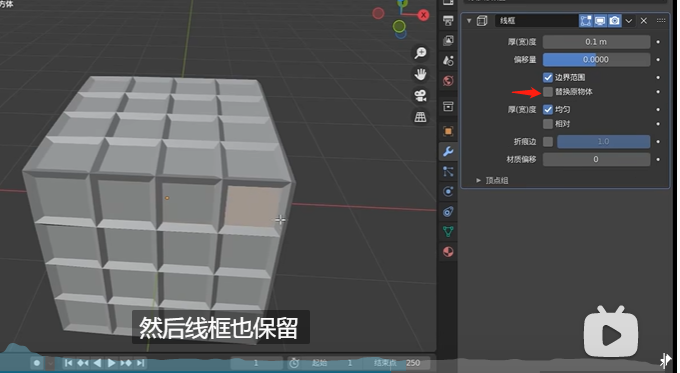 方体
线框
厚(宽)度 0.1 m
偏移量 0.0000
边界范围
替换原物体
厚(宽)度 均匀
相对
折痕边 1.0
材质偏移 0
顶点组
然后线框也保留
1 起始 1 结束点 250